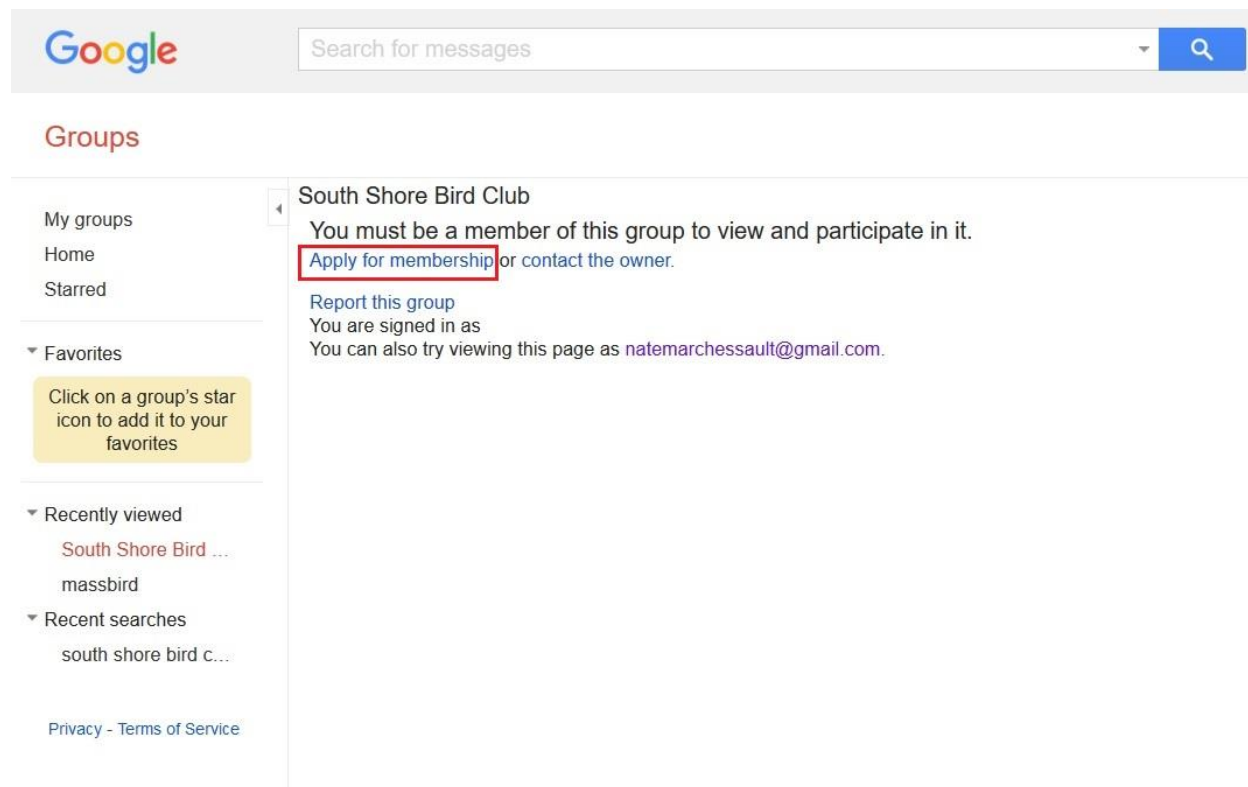 Google
Search for messages
Groups
My groups
Home
Starred
Favorites
Click on a group's star
icon to add it to your
favorites
Recently viewed
South Shore Bird ...
massbird
Recent searches
south shore bird c...
Privacy - Terms of Service
South Shore Bird Club
You must be a member of this group to view and participate in it.
Apply for membership or contact the owner.
Report this group
You are signed in as
You can also try viewing this page as natemarchessault@gmail.com.